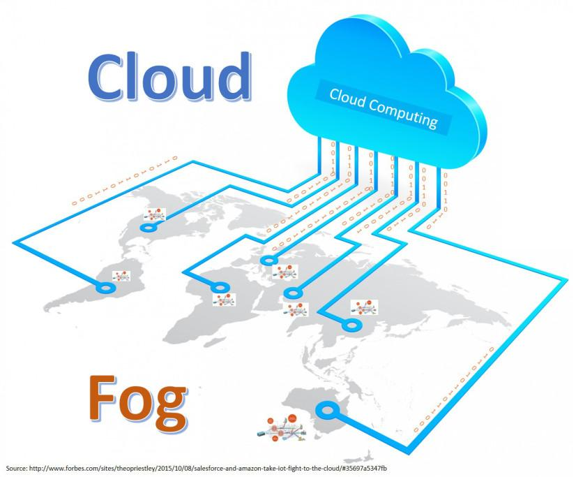 Cloud
Cloud Computing
Fog
Source: http://www.forbes.com/sites/theopriestley/2015/10/08/salesforce-and-amazon-take-iot-fight-to-the-cloud/#35697a5347fb